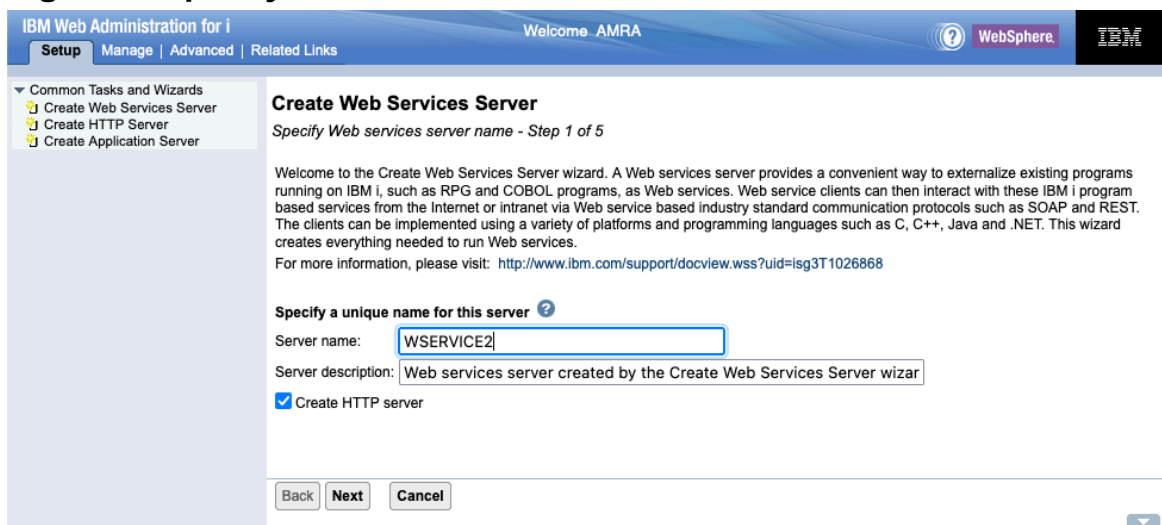 IBM Web Administration for i
Welcome AMRA
WebSphere.
IBM
Setup Manage | Advanced | Related Links
Common Tasks and Wizards
Create Web Services Server
Create HTTP Server
Create Application Server
Create Web Services Server
Specify Web services server name - Step 1 of 5
Welcome to the Create Web Services Server wizard. A Web services server provides a convenient way to externalize existing programs
running on IBM i, such as RPG and COBOL programs, as Web services. Web service clients can then interact with these IBM i program
based services from the Internet or intranet via Web service based industry standard communication protocols such as SOAP and REST.
The clients can be implemented using a variety of platforms and programming languages such as C, C++, Java and .NET. This wizard
creates everything needed to run Web services.
For more information, please visit: http://www.ibm.com/support/docview.wss?uid=isg3T1026868
Specify a unique name for this server ?
Server name: WSERVICE2
Server description: Web services server created by the Create Web Services Server wizar
Create HTTP server
Back Next Cancel